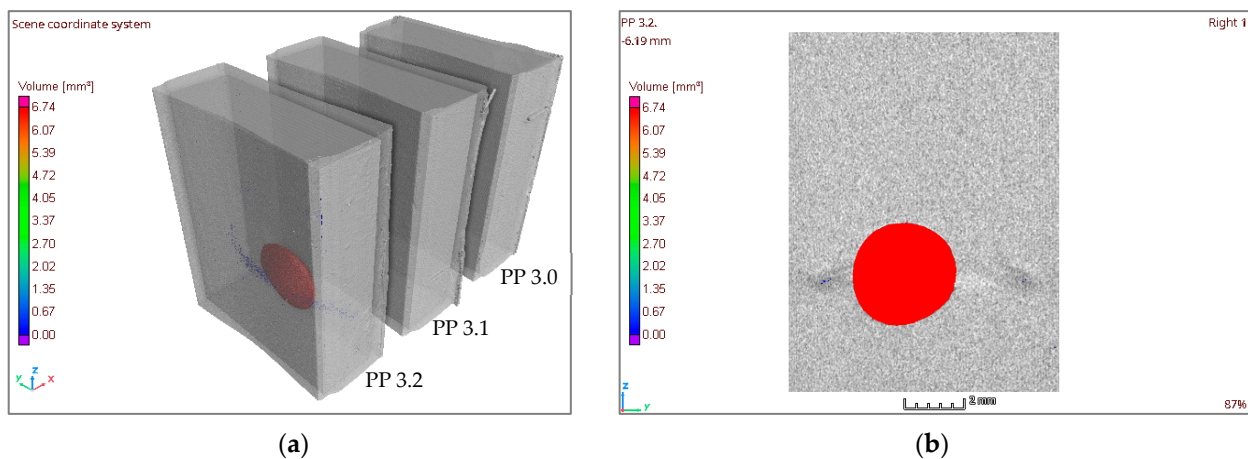 Scene coordinate system
Volume [mm³]
6.74
6.07
5.39
4.72
4.05
3.37
2.70
2.02
1.35
0.67
0.00
z
y x
PP 3.0
PP 3.1
PP 3.2
(a)
PP 3.2.
-6.19 mm
Right 1
Volume [mm³]
6.74
6.07
5.39
4.72
4.05
3.37
2.70
2.02
1.35
0.67
0.00
z
y
2 mm
87%
(b)